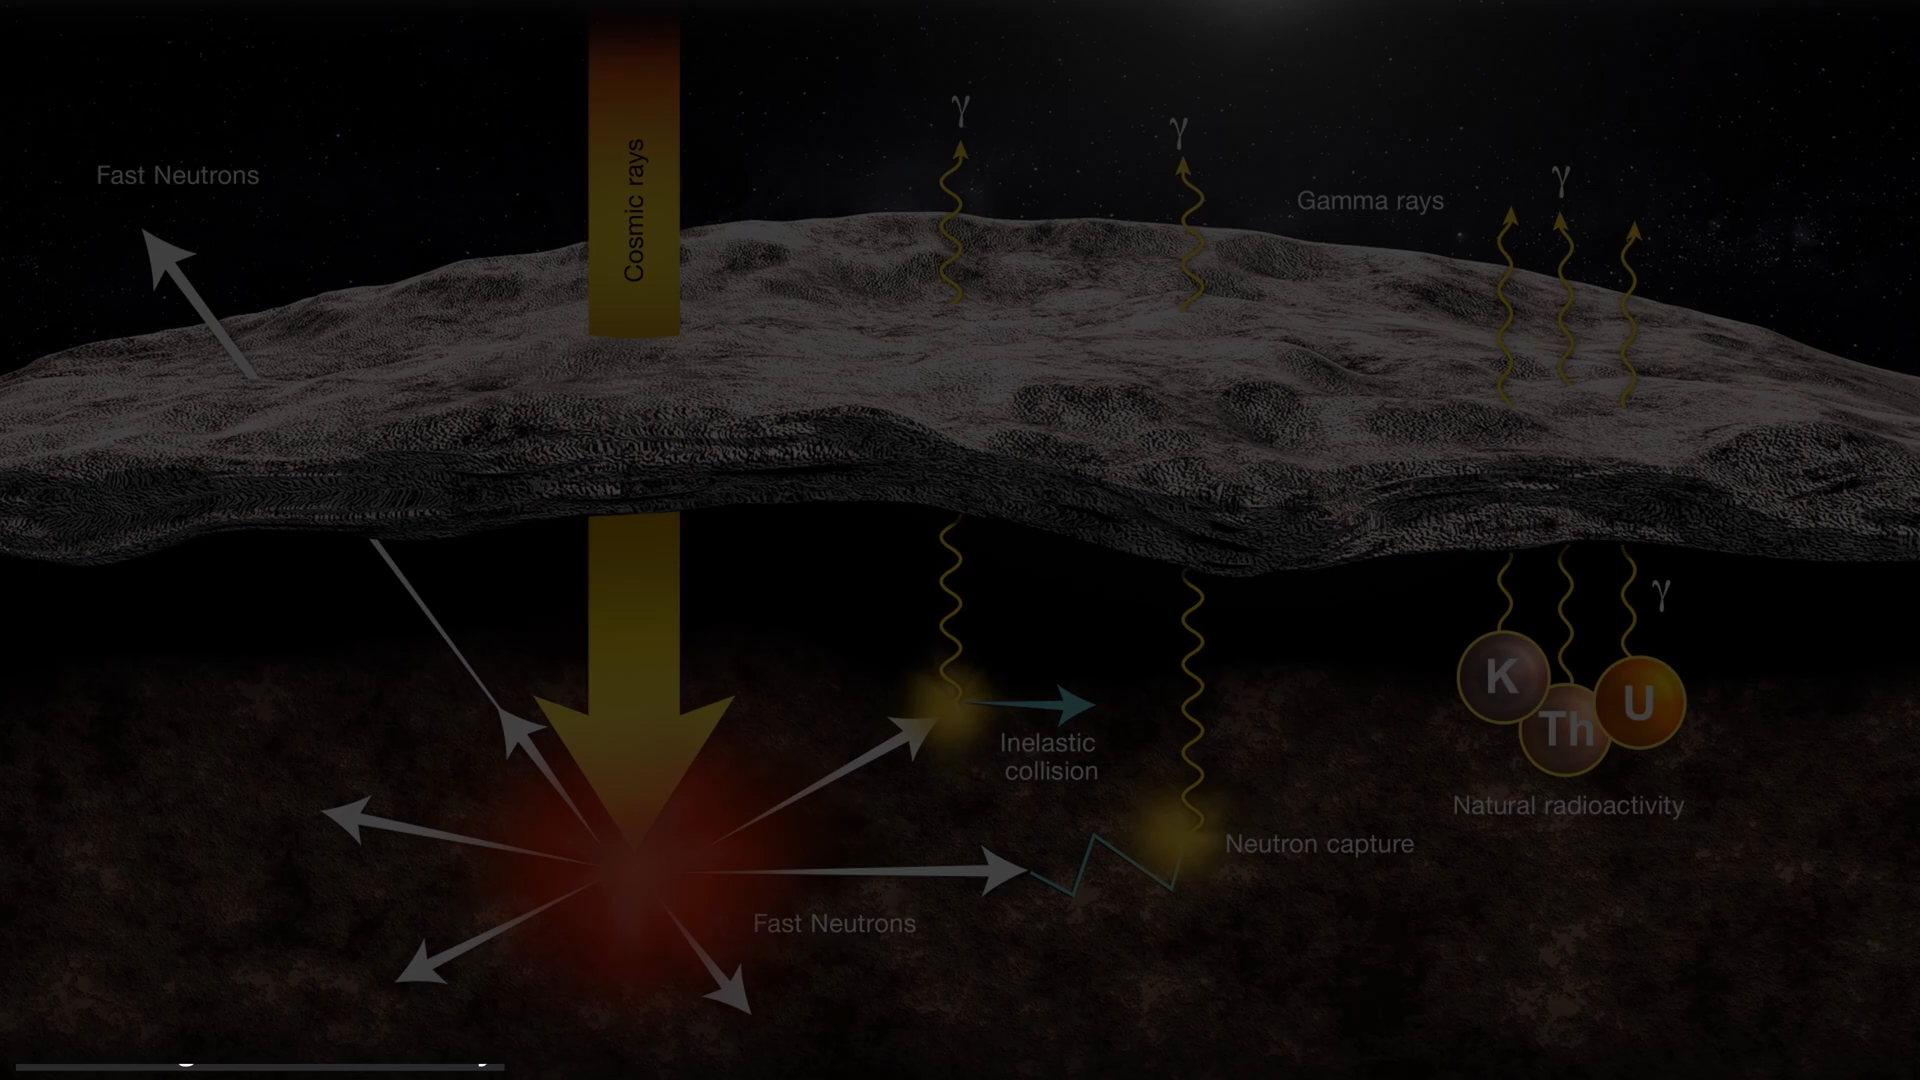 γ
γ
Fast Neutrons
Cosmic rays
γ
Gamma rays
γ
K
Th
U
Inelastic
collision
Natural radioactivity
Neutron capture
Fast Neutrons